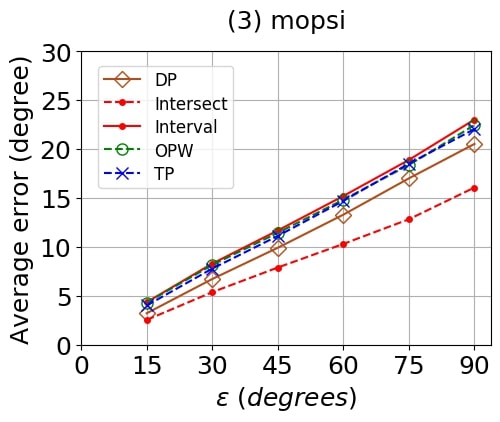 (3) mopsi
Average error (degree)
30
25
20
15
10
5
0
DP
Intersect
Interval
OPW
TP
0 15 30 45 60 75 90
ε (degrees)